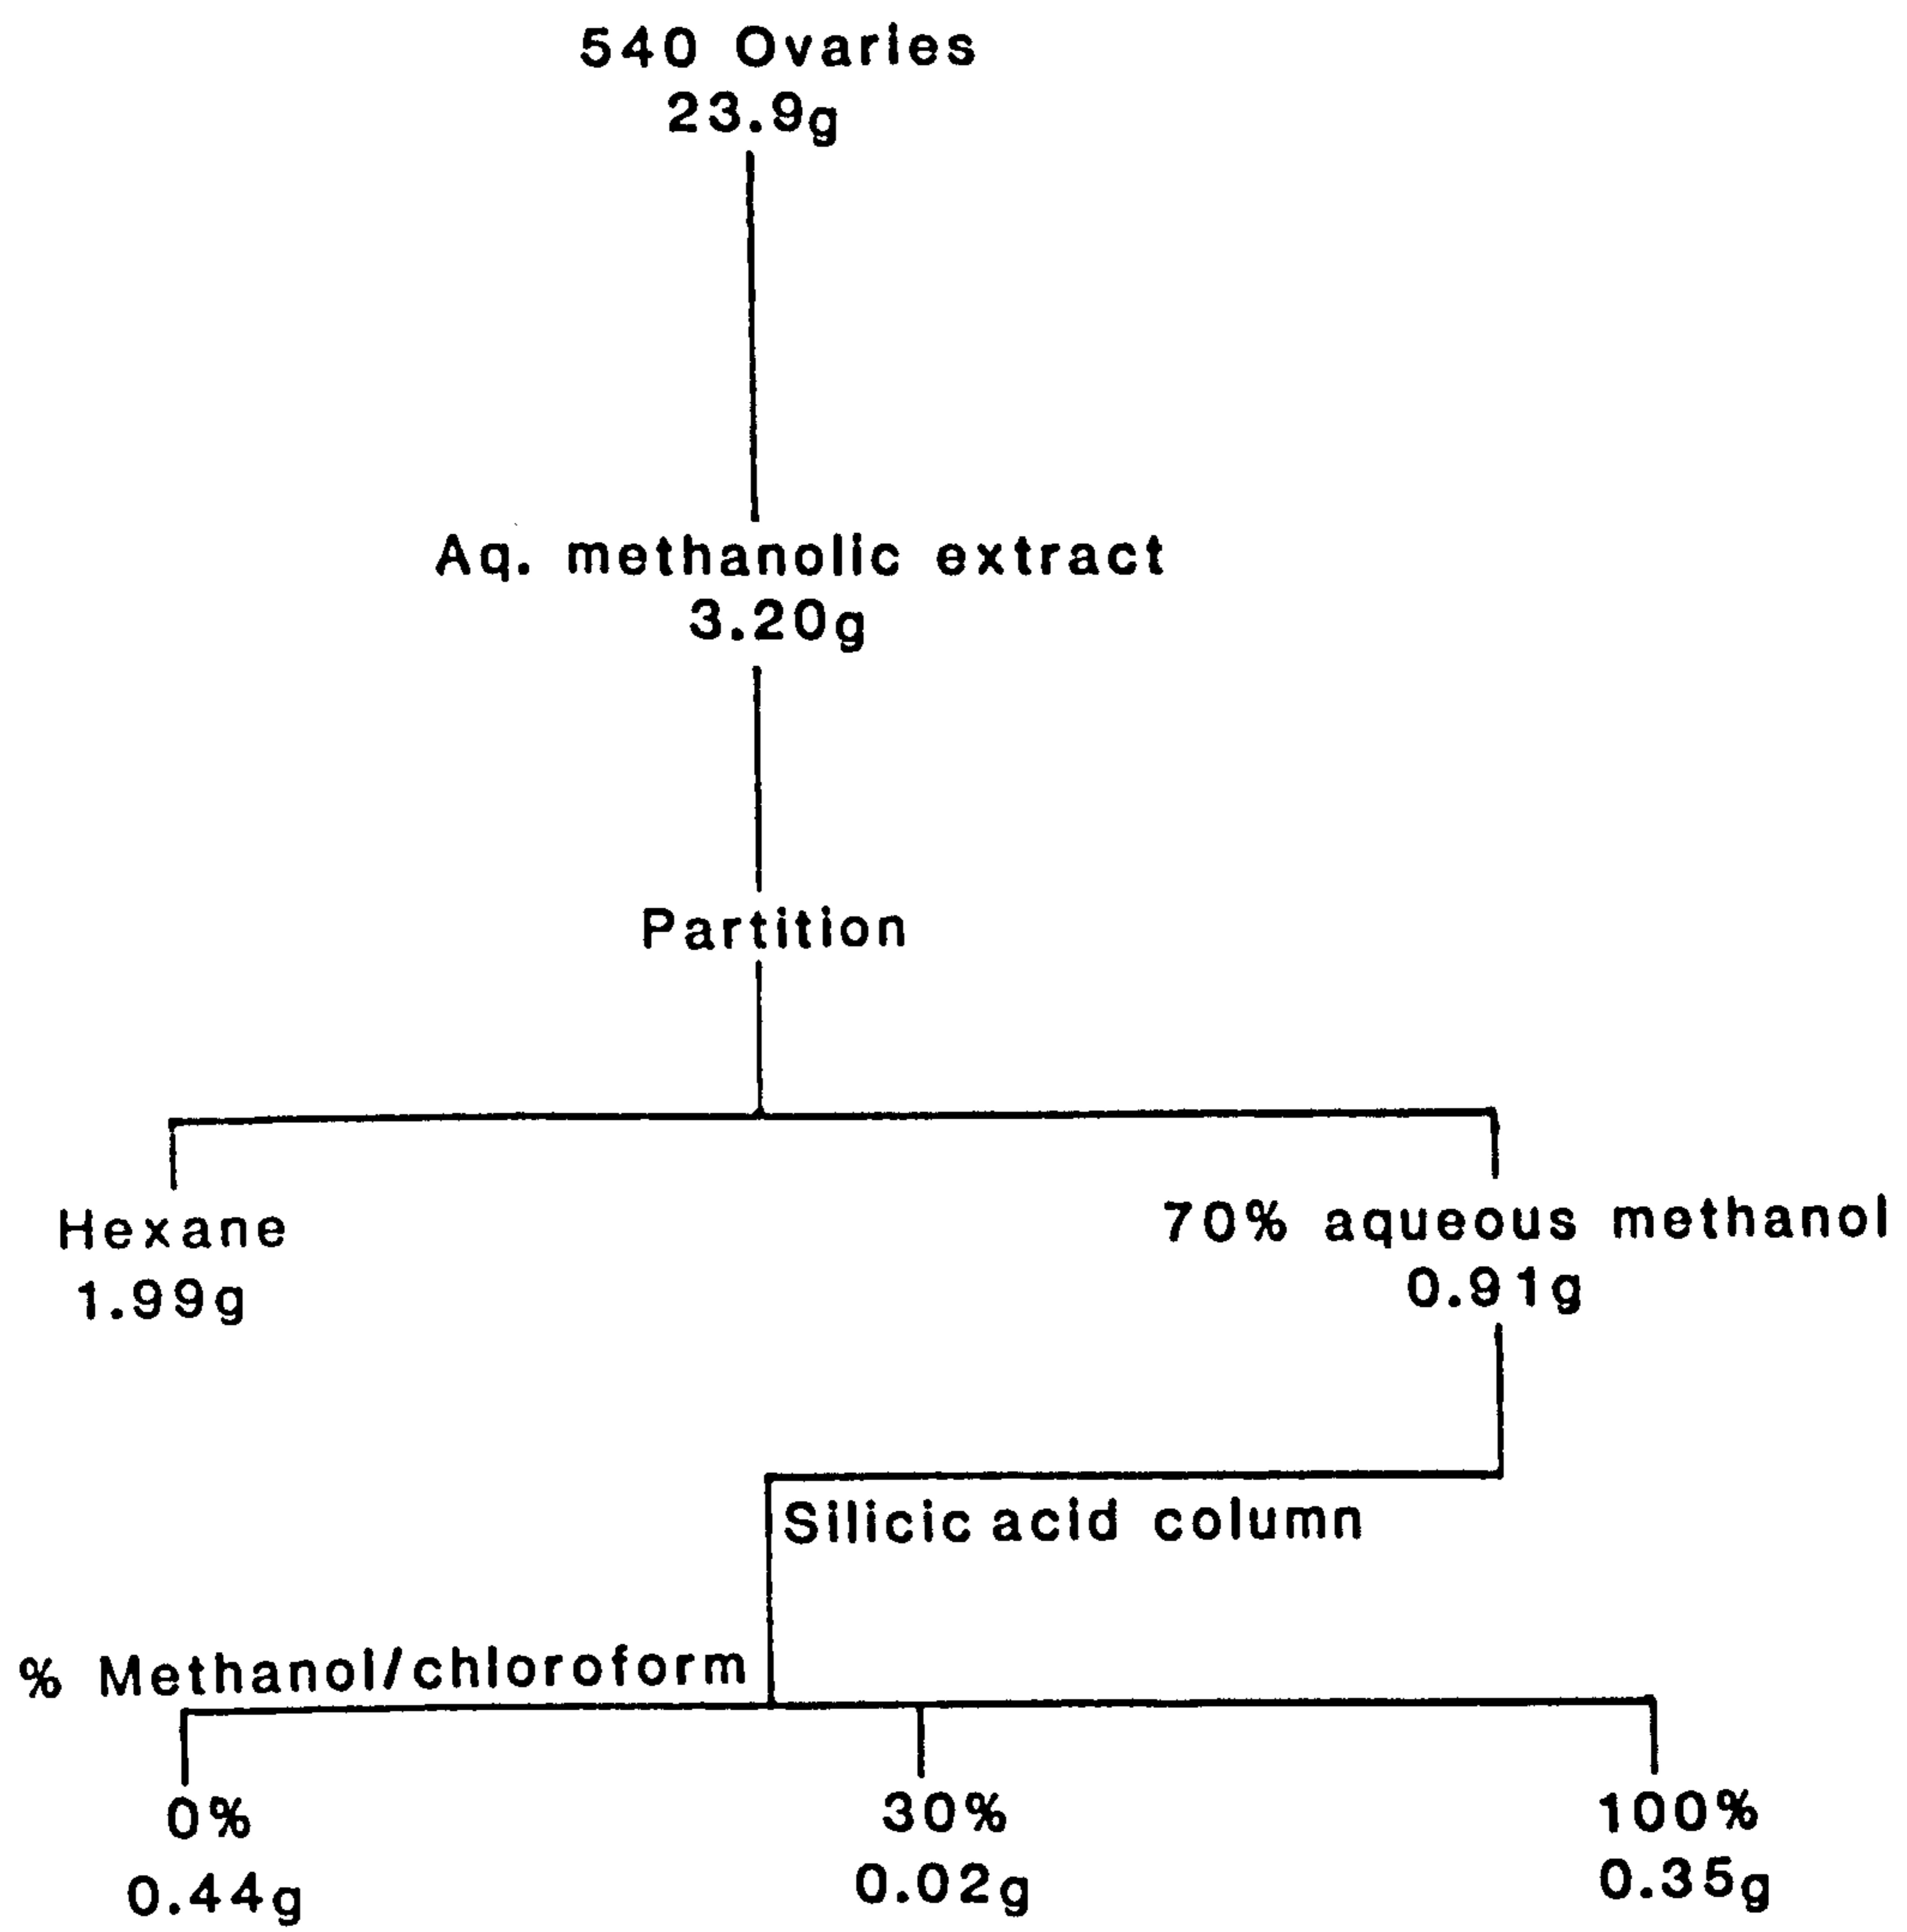 540 Ovaries
23.9g
Aq. methanolic extract
3.20g
Partition
Hexane
1.99g
70% aqueous methanol
0.91g
Silicic acid column
% Methanol/chloroform
0%
0.44g
30%
0.02g
100%
0.35g